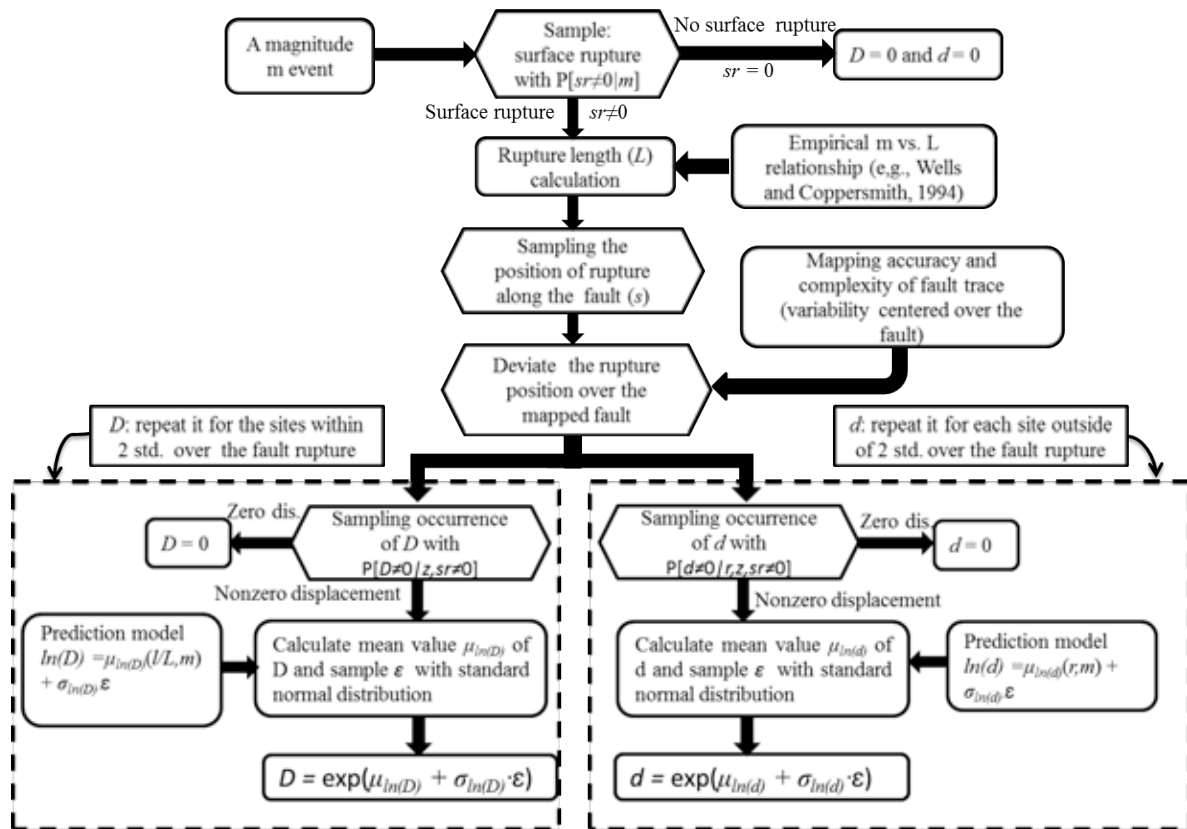 A magnitude
m event
Sample:
surface rupture
with P[sr≠0|m]
No surface rupture
sr = 0
D = 0 and d = 0
Surface rupture sr≠0
Rupture length (L)
calculation
Empirical m vs. L
relationship (e,g., Wells
and Coppersmith, 1994)
Sampling the
position of rupture
along the fault (s)
Mapping accuracy and
complexity of fault trace
(variability centered over the
fault)
Deviate the rupture
position over the
mapped fault
D: repeat it for the sites within
2 std. over the fault rupture
d: repeat it for each site outside
of 2 std. over the fault rupture
Zero dis.
D = 0
Sampling occurrence
of D with
P[D≠0/z,sr≠0]
Nonzero displacement
Prediction model
ln(D) =μln(D)(l/L,m)
+ σln(D)ε
Calculate mean value μln(D) of
D and sample ε with standard
normal distribution
D = exp(μln(D) + σln(D)·ε)
Sampling occurrence
of d with
P[d≠0/r,z,sr≠0]
Zero dis.
d = 0
Nonzero displacement
Calculate mean value μln(d) of
d and sample ε with standard
normal distribution
Prediction model
ln(d) =μln(d)(r,m) +
σln(d)ε
d = exp(μln(d) + σln(d)·ε)